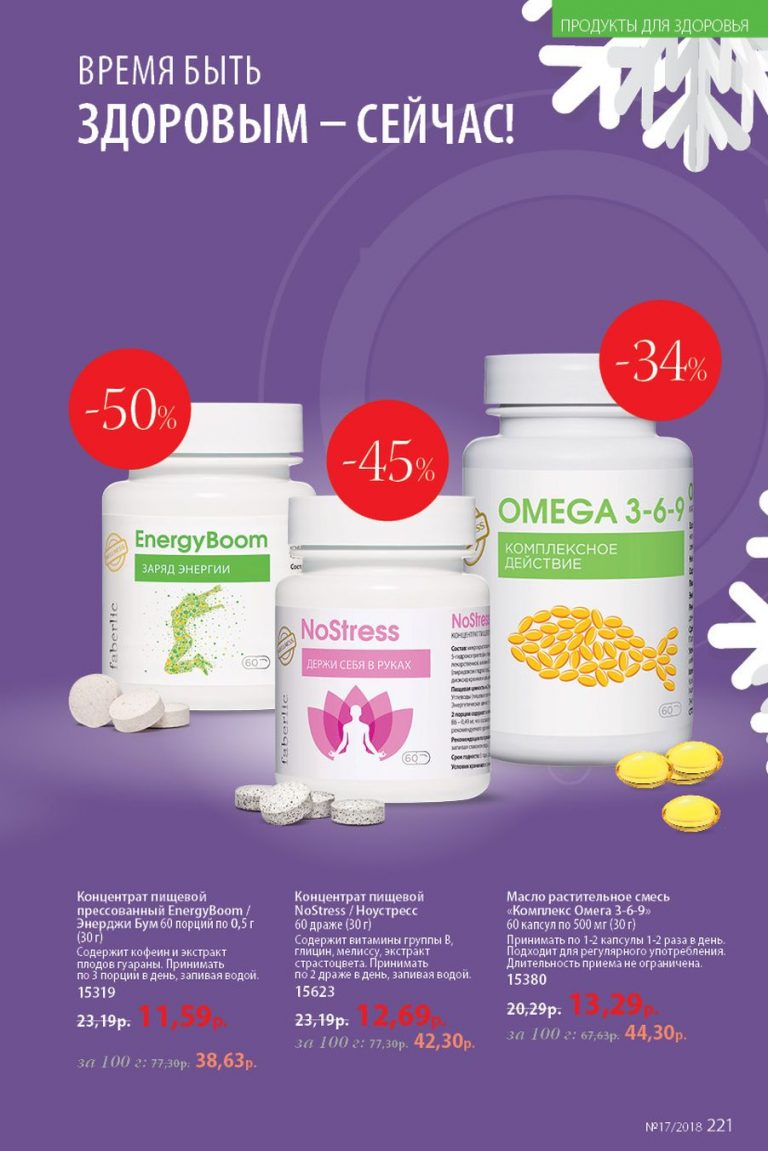 ПРОДУКТЫ ДЛЯ ЗДОРОВЬЯ
ВРЕМЯ БЫТЬ
ЗДОРОВЫМ – СЕЙЧАС!
-50%
-45%
-34%
EnergyBoom
ЗАРЯД ЭНЕРГИИ
faberlic
60
NoStress
ДЕРЖИ СЕБЯ В РУКАХ
faberlic
60
NoStress
Состав:
OMEGA 3-6-9
КОМПЛЕКСНОЕ
ДЕЙСТВИЕ
60
Концентрат пищевой
прессованный EnergyBoom /
Энерджи Бум 60 порций по 0,5 г
(30 г)
Содержит кофеин и экстракт
плодов гуараны. Принимать
по 3 порции в день, запивая водой.
15319
23,19р. 11,59р.
за 100 г: 77,30р. 38,63р.
Концентрат пищевой
NoStress / Ноустресс
60 драже (30 г)
Содержит витамины группы В,
глицин, мелиссу, экстракт
страстоцвета. Принимать
по 2 драже в день, запивая водой.
15623
23,19р. 12,69р.
за 100 г: 77,30р. 42,30р.
Масло растительное смесь
«Комплекс Омега 3-6-9»
60 капсул по 500 мг (30 г)
Принимать по 1-2 капсулы 1-2 раза в день.
Подходит для регулярного употребления.
Длительность приема не ограничена.
15380
20,29р. 13,29р.
за 100 г: 67,63р. 44,30р.
№17/2018 221